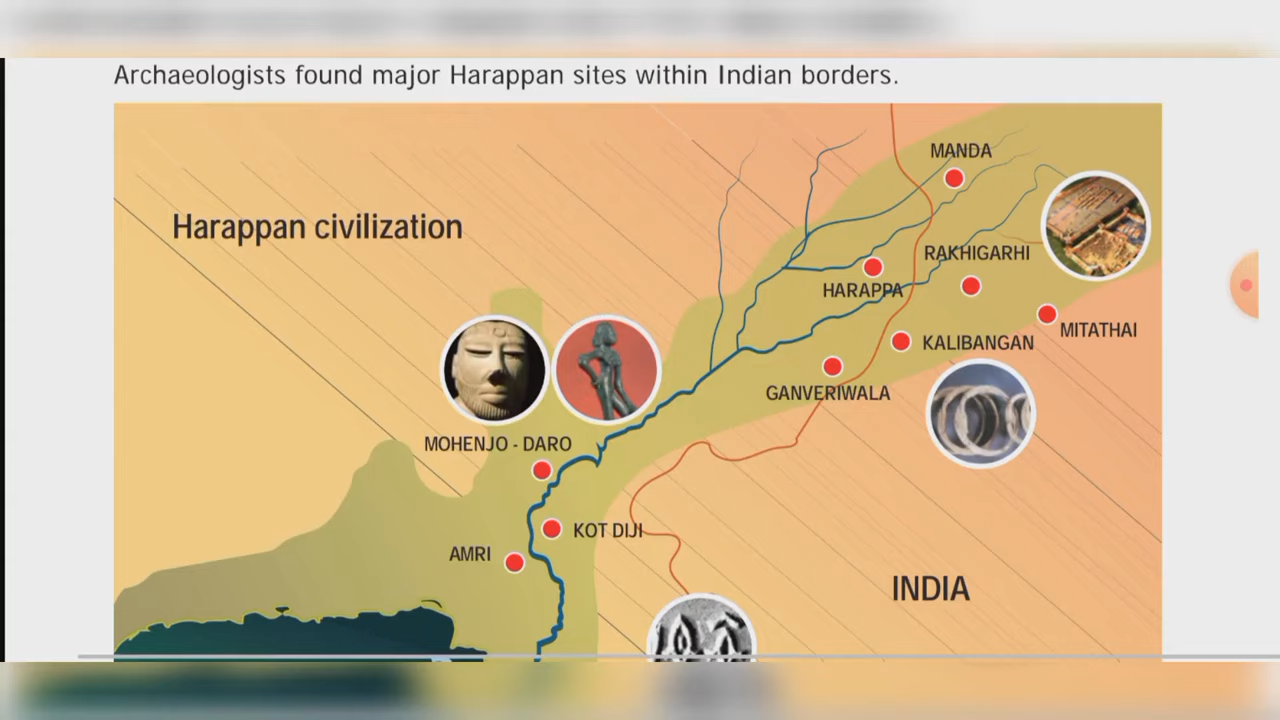 Archaeologists found major Harappan sites within Indian borders.
MANDA
Harappan civilization
RAKHIGARHI
HARAPPA
MITATHAI
KALIBANGAN
GANVERIWALA
MOHENJO - DARO
KOT DIJI
AMRI
INDIA